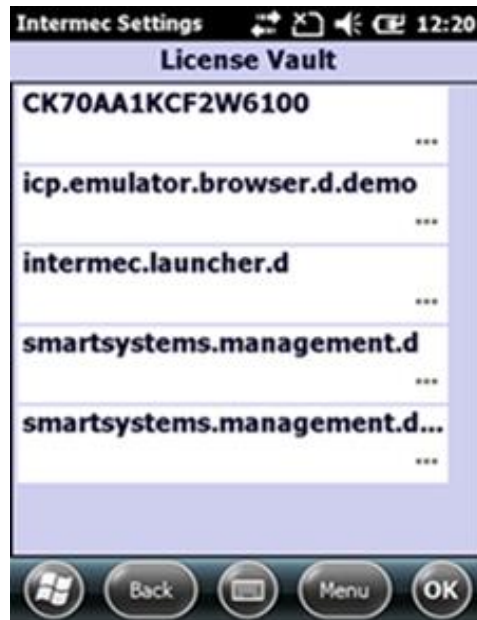 Intermec Settings 12:20
License Vault
CK70AA1KCF2W6100
...
icp.emulator.browser.d.demo
...
intermec.launcher.d
...
smartsystems.management.d
...
smartsystems.management.d...
...
Back Menu OK